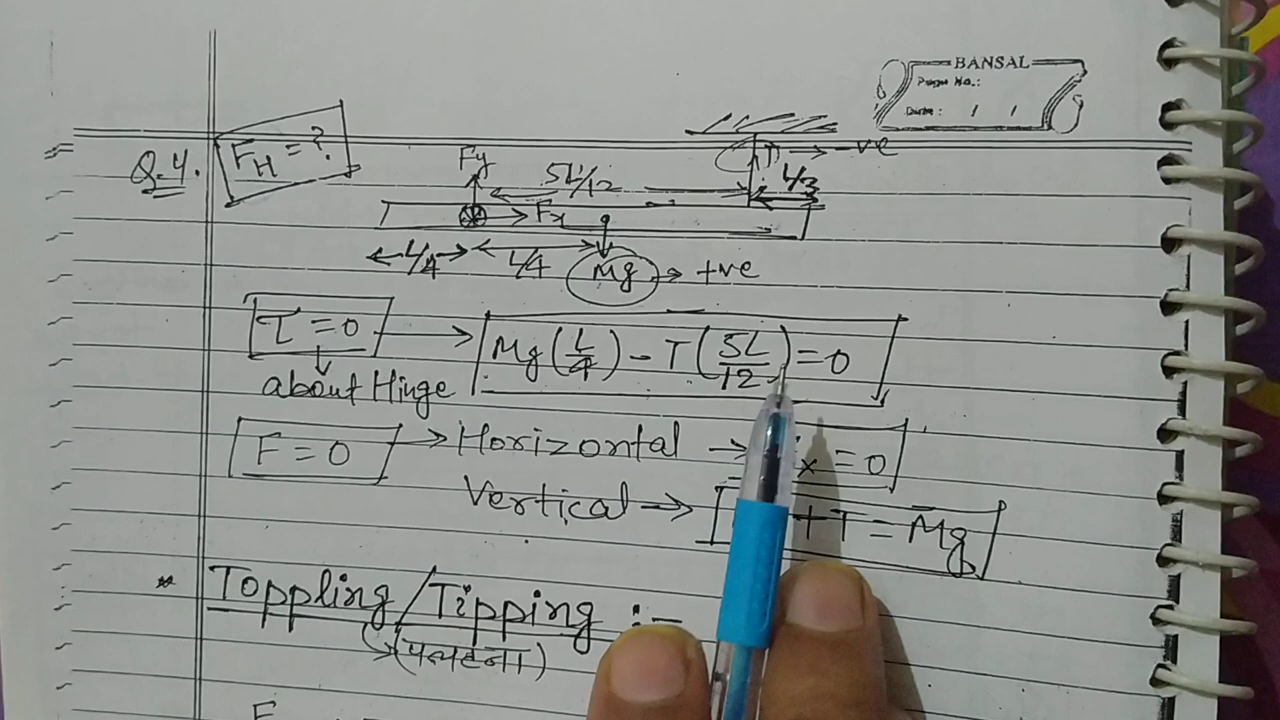 BANSAL
Page No.:
Date: / /
Q.4. F_H = ?
Fy 5L/12 T → -ve L/3
Fx
L/4 L/4 Mg → +ve
τ = 0 → Mg(L/4) - T(5L/12) = 0
about Hinge
F = 0 → Horizontal → x = 0
Vertical → + T = Mg
* Toppling/Tipping :-
(पलटना)
F